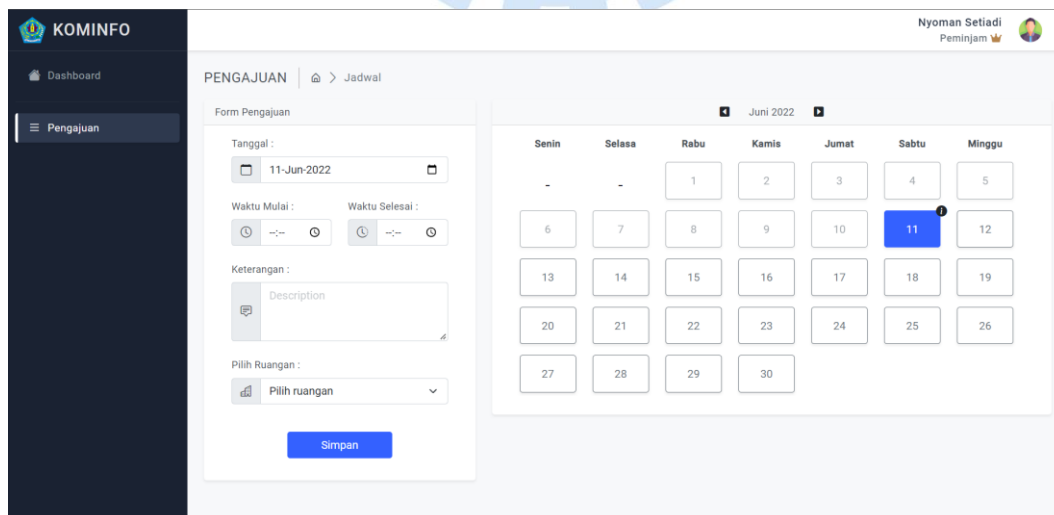 KOMINFO
Nyoman Setiadi
Peminjam
Dashboard
Pengajuan
PENGAJUAN > Jadwal
Form Pengajuan
Tanggal :
11-Jun-2022
Waktu Mulai : Waktu Selesai :
--:-- --:--
Keterangan :
Description
Pilih Ruangan :
Pilih ruangan
Simpan
Juni 2022
Senin Selasa Rabu Kamis Jumat Sabtu Minggu
- - 1 2 3 4 5
6 7 8 9 10 11 i 12
13 14 15 16 17 18 19
20 21 22 23 24 25 26
27 28 29 30